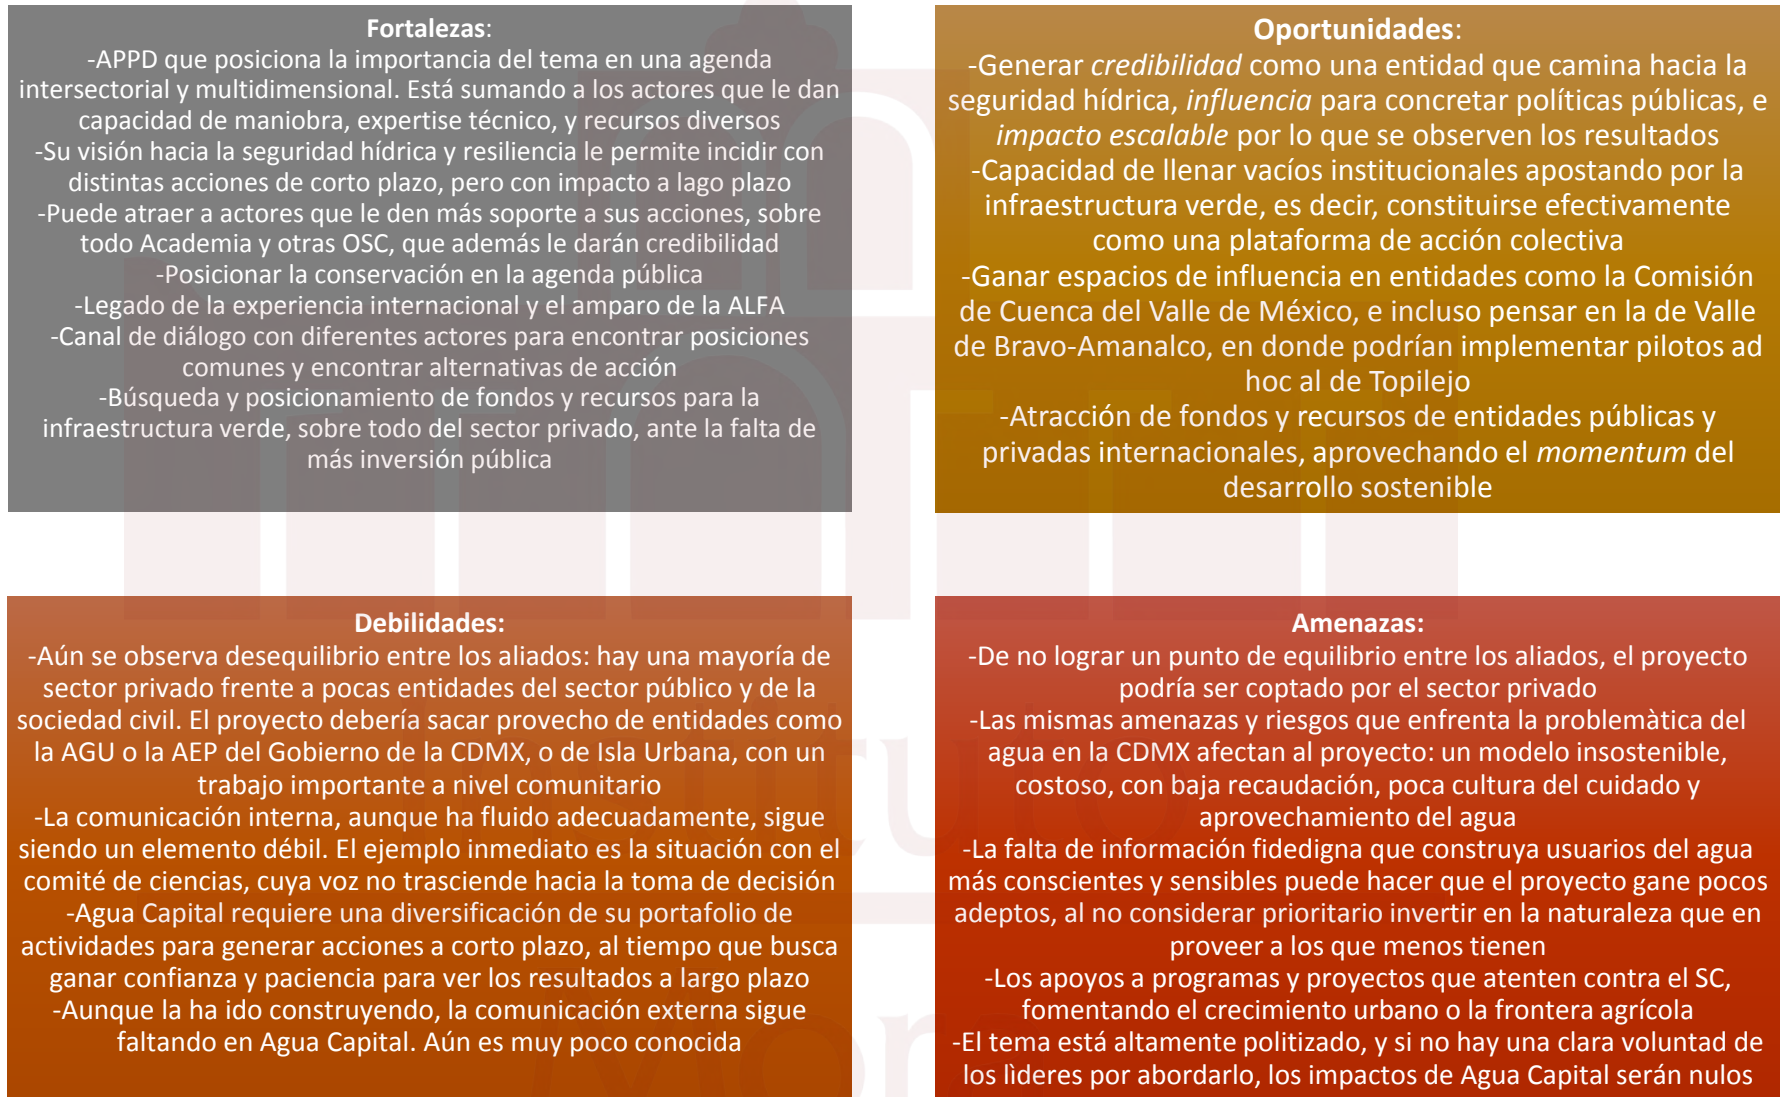 Fortalezas:
-APPD que posiciona la importancia del tema en una agenda
intersectorial y multidimensional. Está sumando a los actores que le dan
capacidad de maniobra, expertise técnico, y recursos diversos
-Su visión hacia la seguridad hídrica y resiliencia le permite incidir con
distintas acciones de corto plazo, pero con impacto a lago plazo
-Puede atraer a actores que le den más soporte a sus acciones, sobre
todo Academia y otras OSC, que además le darán credibilidad
-Posicionar la conservación en la agenda pública
-Legado de la experiencia internacional y el amparo de la ALFA
-Canal de diálogo con diferentes actores para encontrar posiciones
comunes y encontrar alternativas de acción
-Búsqueda y posicionamiento de fondos y recursos para la
infraestructura verde, sobre todo del sector privado, ante la falta de
más inversión pública
Oportunidades:
-Generar credibilidad como una entidad que camina hacia la
seguridad hídrica, influencia para concretar políticas públicas, e
impacto escalable por lo que se observen los resultados
-Capacidad de llenar vacíos institucionales apostando por la
infraestructura verde, es decir, constituirse efectivamente
como una plataforma de acción colectiva
-Ganar espacios de influencia en entidades como la Comisión
de Cuenca del Valle de México, e incluso pensar en la de Valle
de Bravo-Amanalco, en donde podrían implementar pilotos ad
hoc al de Topilejo
-Atracción de fondos y recursos de entidades públicas y
privadas internacionales, aprovechando el momentum del
desarrollo sostenible
Debilidades:
-Aún se observa desequilibrio entre los aliados: hay una mayoría de
sector privado frente a pocas entidades del sector público y de la
sociedad civil. El proyecto debería sacar provecho de entidades como
la AGU o la AEP del Gobierno de la CDMX, o de Isla Urbana, con un
trabajo importante a nivel comunitario
-La comunicación interna, aunque ha fluido adecuadamente, sigue
siendo un elemento débil. El ejemplo inmediato es la situación con el
comité de ciencias, cuya voz no trasciende hacia la toma de decisión
-Agua Capital requiere una diversificación de su portafolio de
actividades para generar acciones a corto plazo, al tiempo que busca
ganar confianza y paciencia para ver los resultados a largo plazo
-Aunque la ha ido construyendo, la comunicación externa sigue
faltando en Agua Capital. Aún es muy poco conocida
Amenazas:
-De no lograr un punto de equilibrio entre los aliados, el proyecto
podría ser coptado por el sector privado
-Las mismas amenazas y riesgos que enfrenta la problemàtica del
agua en la CDMX afectan al proyecto: un modelo insostenible,
costoso, con baja recaudación, poca cultura del cuidado y
aprovechamiento del agua
-La falta de información fidedigna que construya usuarios del agua
más conscientes y sensibles puede hacer que el proyecto gane pocos
adeptos, al no considerar prioritario invertir en la naturaleza que en
proveer a los que menos tienen
-Los apoyos a programas y proyectos que atenten contra el SC,
fomentando el crecimiento urbano o la frontera agrícola
-El tema está altamente politizado, y si no hay una clara voluntad de
los lìderes por abordarlo, los impactos de Agua Capital serán nulos